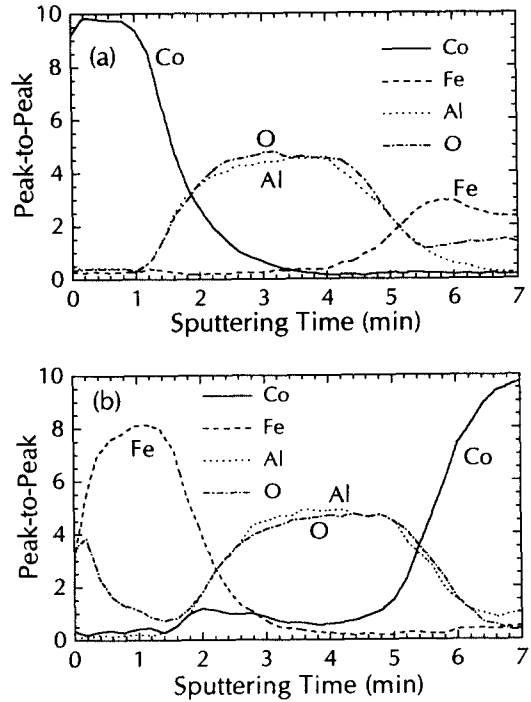 10
8
6
4
2
0
Peak-to-Peak
(a)
Co
Co
Fe
Al
O
O
Al
Fe
0 1 2 3 4 5 6 7
Sputtering Time (min)
10
8
6
4
2
0
Peak-to-Peak
(b)
Co
Fe
Al
O
Fe
Co
Al
O
0 1 2 3 4 5 6 7
Sputtering Time (min)